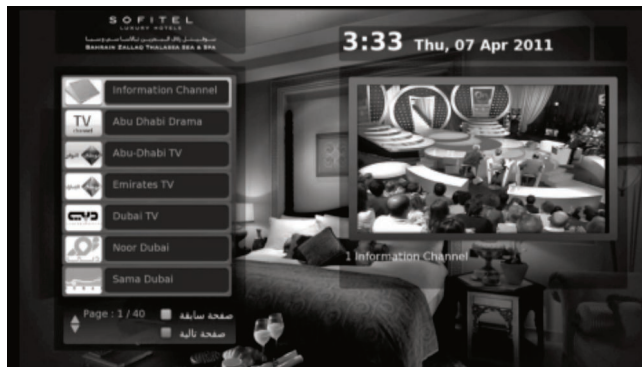 SOFITEL
LUXURY HOTELS
BAHRAIN ZALLAQ THALASSA SEA & SPA
3:33 Thu, 07 Apr 2011
Information Channel
TV
channel
Abu Dhabi Drama
Abu-Dhabi TV
Emirates TV
دبي
Dubai TV
Noor Dubai
Sama Dubai
1 Information Channel
Page : 1 / 40
صفحة سابقة
صفحة تالية